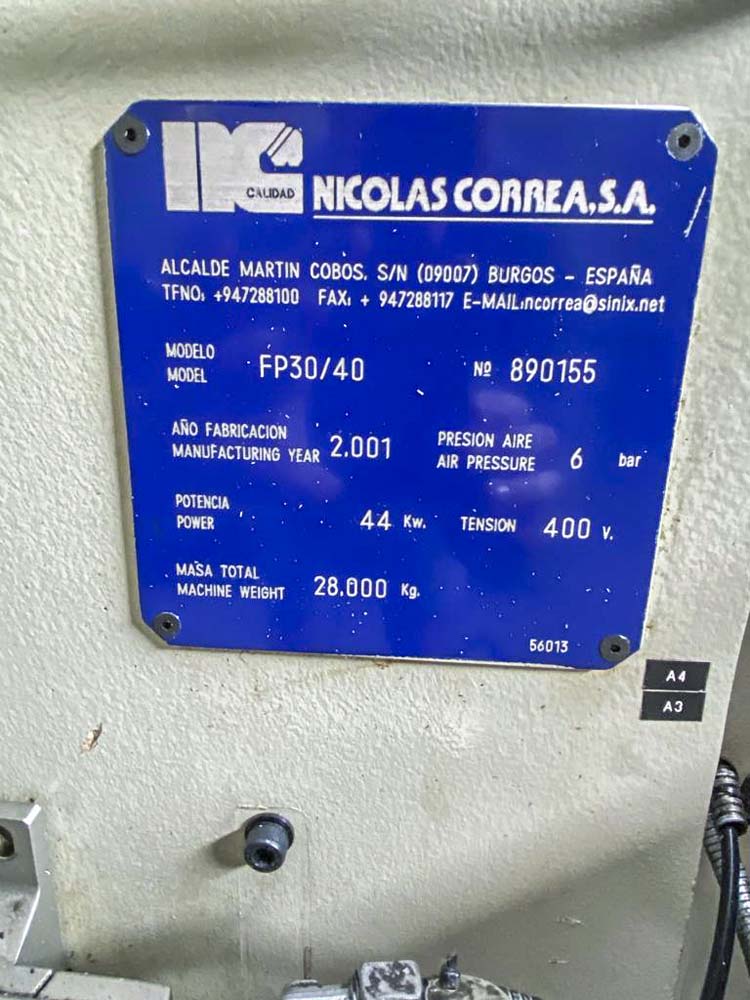 CALIDAD
NICOLAS CORREA, S.A.
ALCALDE MARTIN COBOS, S/N (09007) BURGOS - ESPAÑA
TFNO: +947288100 FAX: + 947288117 E-MAIL:ncorrea@sinix.net
MODELO
MODEL FP30/40 Nº 890155
AÑO FABRICACION
MANUFACTURING YEAR 2.001
PRESION AIRE
AIR PRESSURE 6 bar
POTENCIA
POWER 44 Kw. TENSION 400 V.
MASA TOTAL
MACHINE WEIGHT 28.000 Kg.
56013
A4
A3